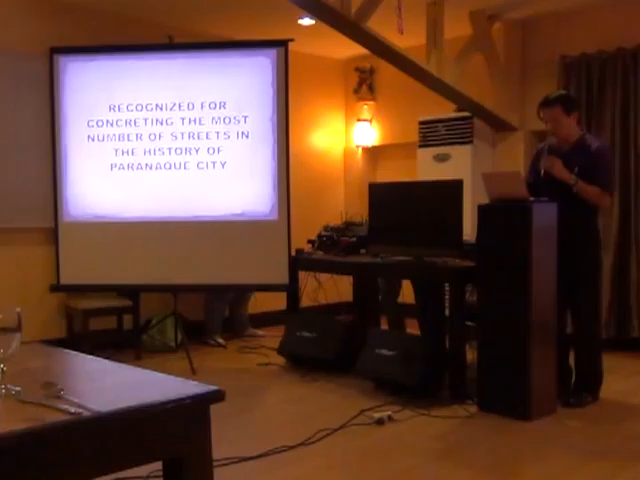 RECOGNIZED FOR
CONCRETING THE MOST
NUMBER OF STREETS IN
THE HISTORY OF
PARANAQUE CITY